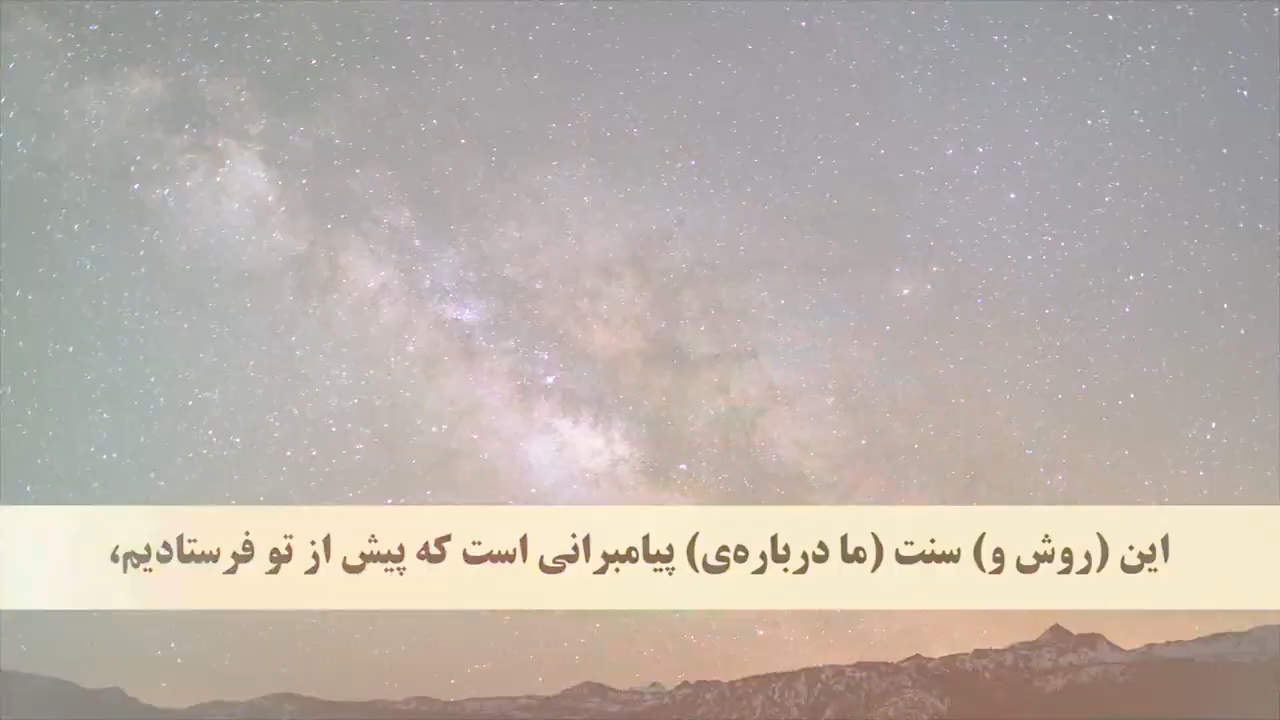 این (روش و) سنت (ما درباره‌ی) پیامبرانی است که پیش از تو فرستادیم،